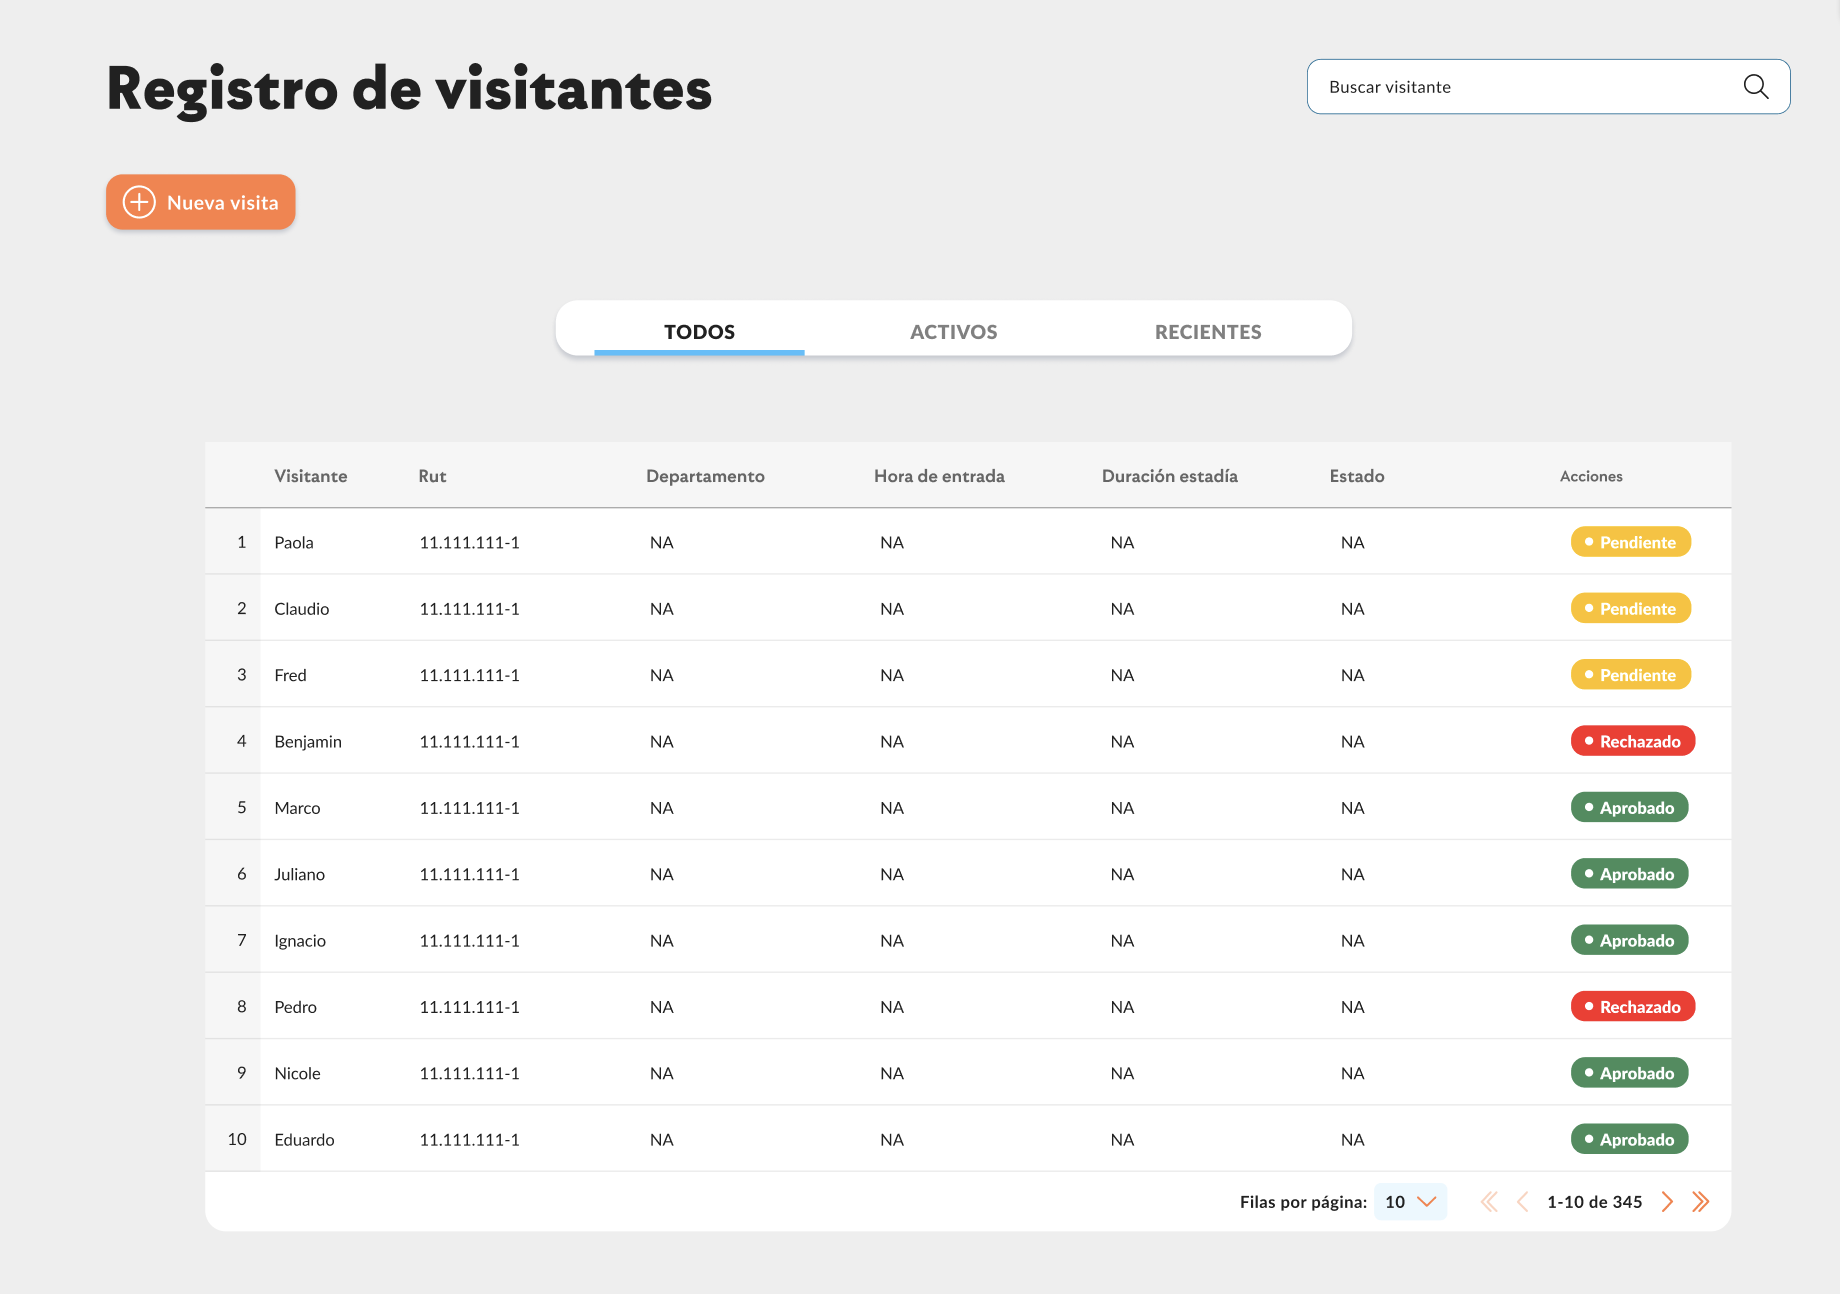 Registro de visitantes
Buscar visitante
Nueva visita
TODOS ACTIVOS RECIENTES
Visitante Rut Departamento Hora de entrada Duración estadía Estado Acciones
1 Paola 11.111.111-1 NA NA NA NA Pendiente
2 Claudio 11.111.111-1 NA NA NA NA Pendiente
3 Fred 11.111.111-1 NA NA NA NA Pendiente
4 Benjamin 11.111.111-1 NA NA NA NA Rechazado
5 Marco 11.111.111-1 NA NA NA NA Aprobado
6 Juliano 11.111.111-1 NA NA NA NA Aprobado
7 Ignacio 11.111.111-1 NA NA NA NA Aprobado
8 Pedro 11.111.111-1 NA NA NA NA Rechazado
9 Nicole 11.111.111-1 NA NA NA NA Aprobado
10 Eduardo 11.111.111-1 NA NA NA NA Aprobado
Filas por página: 10 1-10 de 345